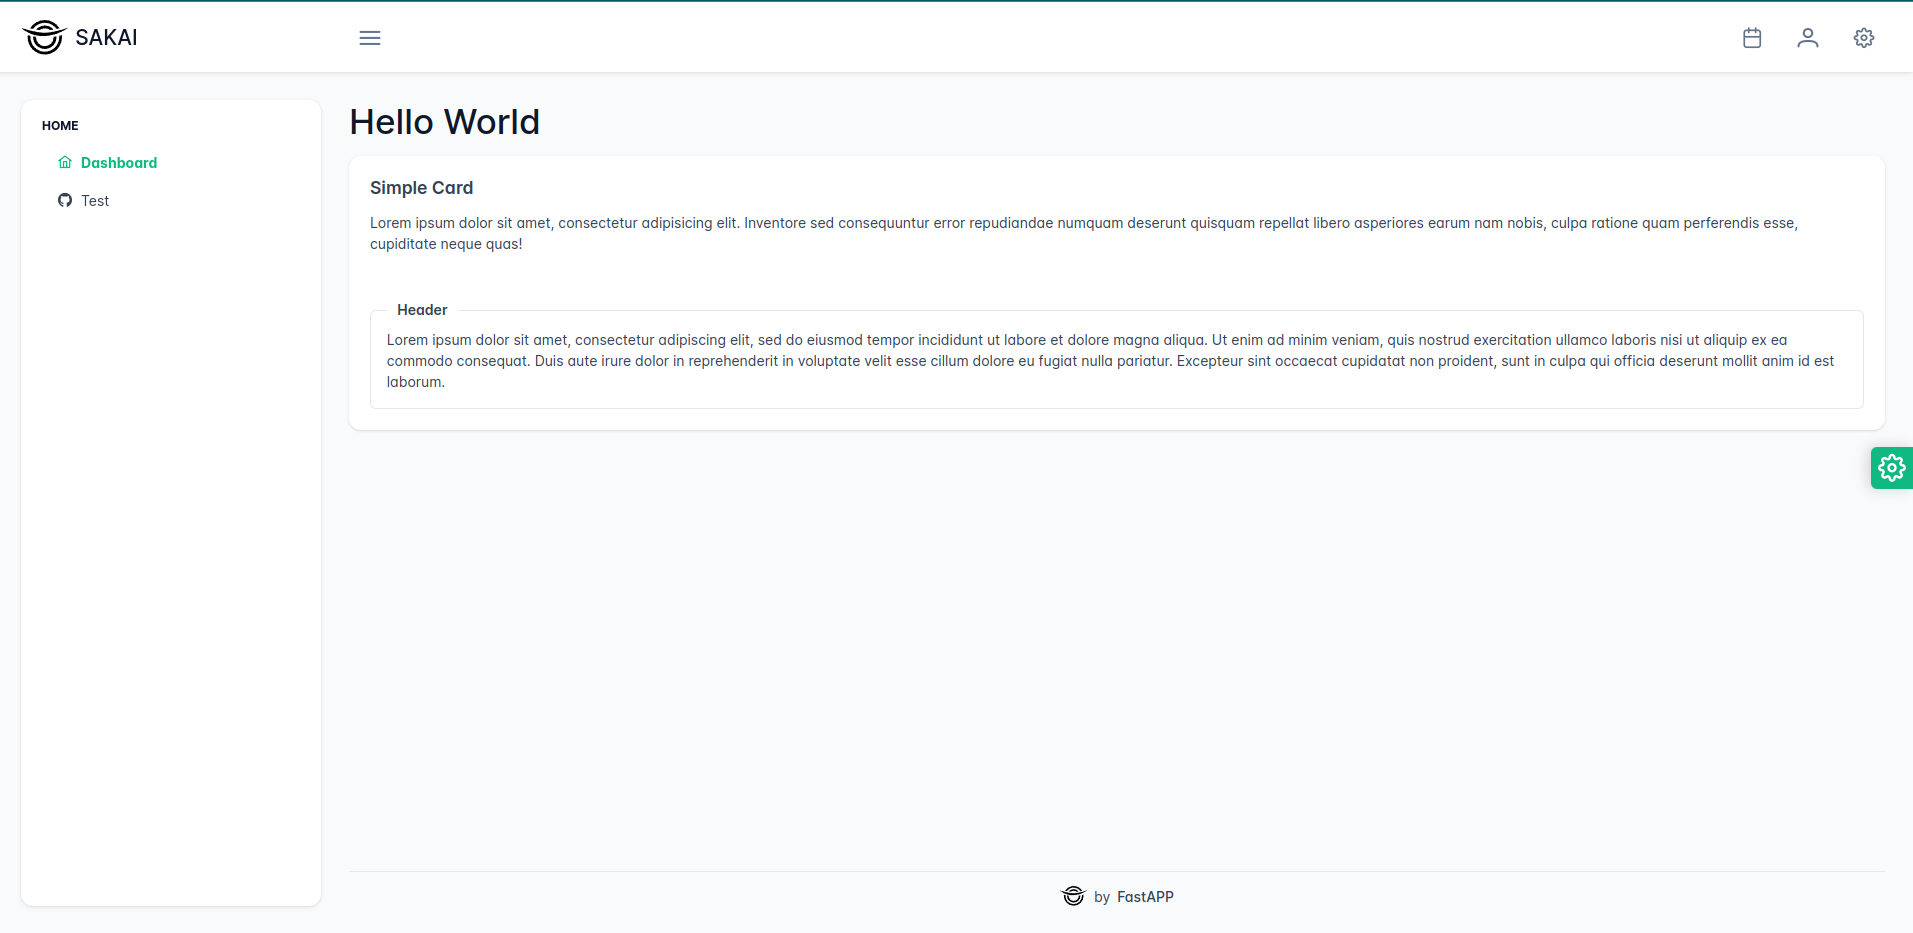 SAKAI
HOME
Dashboard
Test
Hello World
Simple Card
Lorem ipsum dolor sit amet, consectetur adipisicing elit. Inventore sed consequuntur error repudiandae numquam deserunt quisquam repellat libero asperiores earum nam nobis, culpa ratione quam perferendis esse,
cupiditate neque quas!
Header
Lorem ipsum dolor sit amet, consectetur adipiscing elit, sed do eiusmod tempor incididunt ut labore et dolore magna aliqua. Ut enim ad minim veniam, quis nostrud exercitation ullamco laboris nisi ut aliquip ex ea
commodo consequat. Duis aute irure dolor in reprehenderit in voluptate velit esse cillum dolore eu fugiat nulla pariatur. Excepteur sint occaecat cupidatat non proident, sunt in culpa qui officia deserunt mollit anim id est
laborum.
by FastAPP